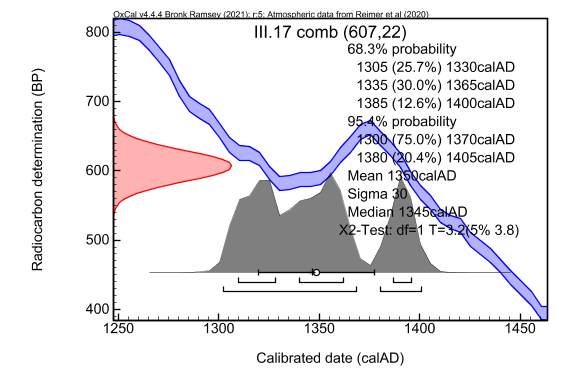 OxCal v4.4.4 Bronk Ramsey (2021); r:5; Atmospheric data from Reimer et al (2020)
III.17 comb (607,22)
68.3% probability
1305 (25.7%) 1330calAD
1335 (30.0%) 1365calAD
1385 (12.6%) 1400calAD
95.4% probability
1300 (75.0%) 1370calAD
1380 (20.4%) 1405calAD
Mean 1350calAD
Sigma 30
Median 1345calAD
X2-Test: df=1 T=3.2(5% 3.8)
Radiocarbon determination (BP)
800
700
600
500
400
1250 1300 1350 1400 1450
Calibrated date (calAD)